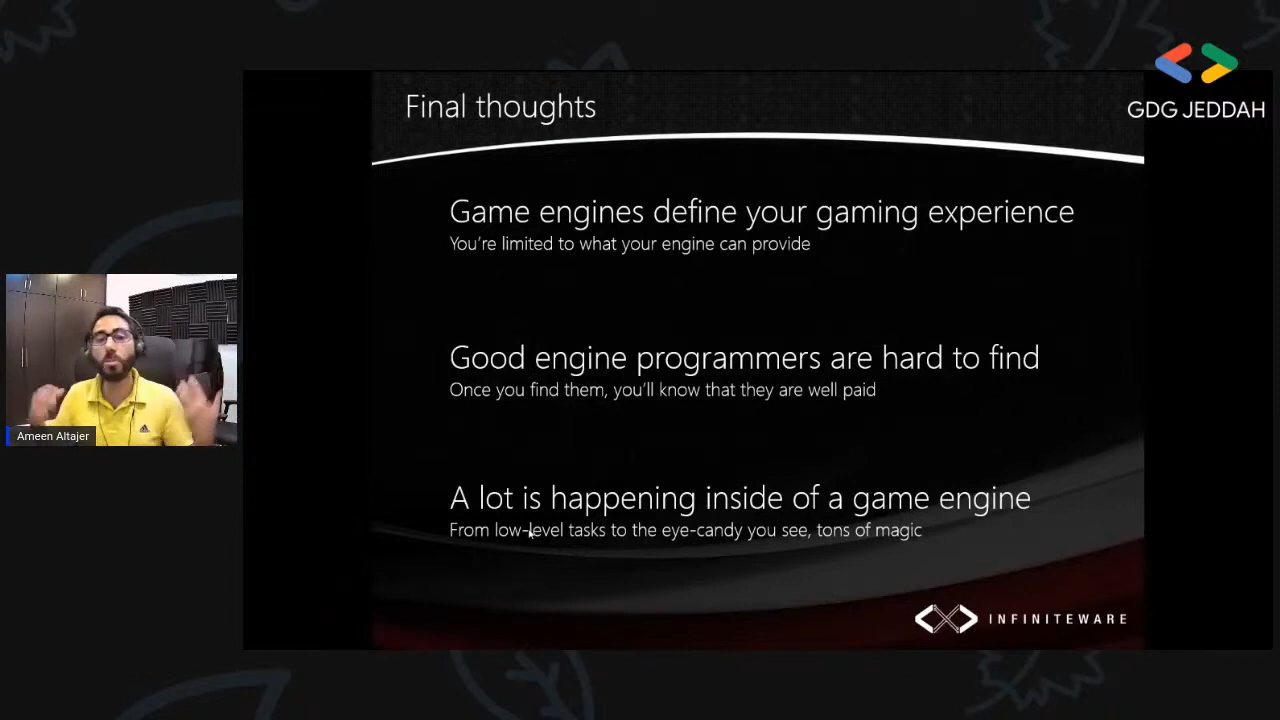 GDG JEDDAH
Final thoughts
Game engines define your gaming experience
You're limited to what your engine can provide
Good engine programmers are hard to find
Once you find them, you'll know that they are well paid
A lot is happening inside of a game engine
From low-level tasks to the eye-candy you see, tons of magic
Ameen Altajer
INFINITEWARE